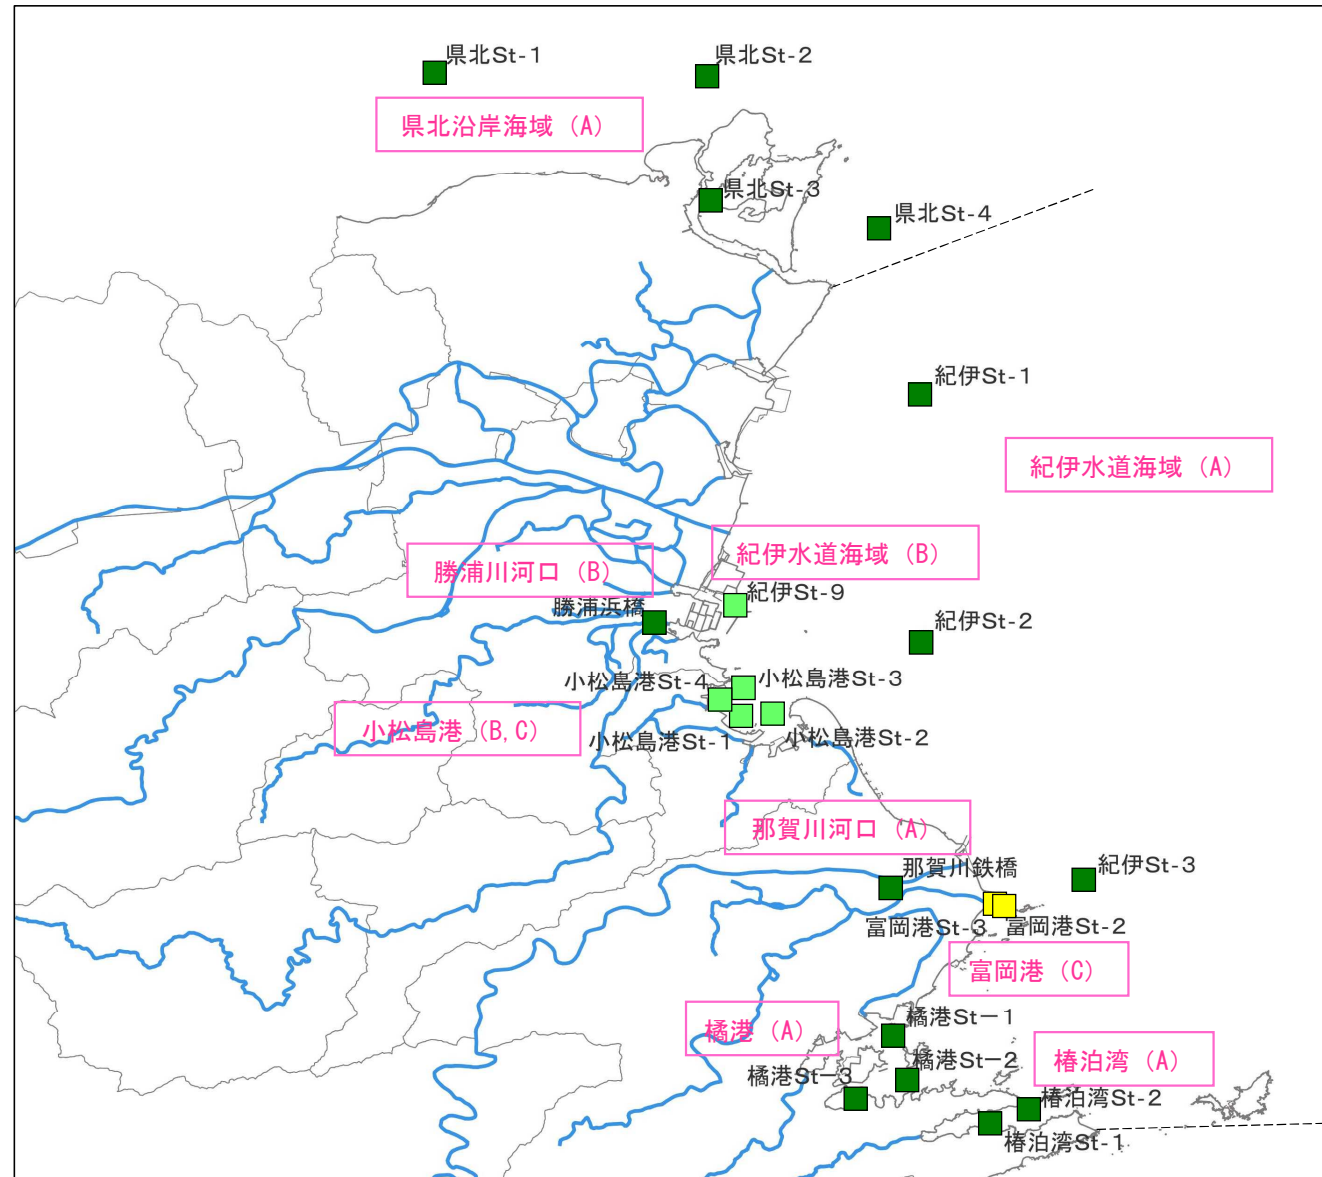 県北St-1
県北St-2
県北沿岸海域（A）
県北St-3
県北St-4
紀伊St-1
紀伊水道海域（A）
紀伊水道海域（B）
勝浦川河口（B）
紀伊St-9
勝浦浜橋
紀伊St-2
小松島港St-4
小松島港St-3
小松島港（B,C）
小松島港St-1
小松島港St-2
那賀川河口（A）
那賀川鉄橋
紀伊St-3
富岡港St-3
富岡港St-2
富岡港（C）
橘港（A）
橘港Stー1
椿泊湾（A）
橘港Stー2
橘港Stー3
椿泊湾St-2
椿泊湾St-1